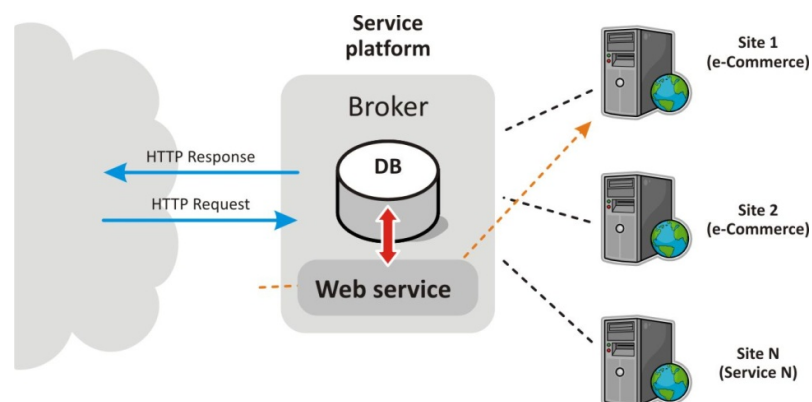 Service
platform
Broker
DB
Web service
HTTP Response
HTTP Request
Site 1
(e-Commerce)
Site 2
(e-Commerce)
Site N
(Service N)